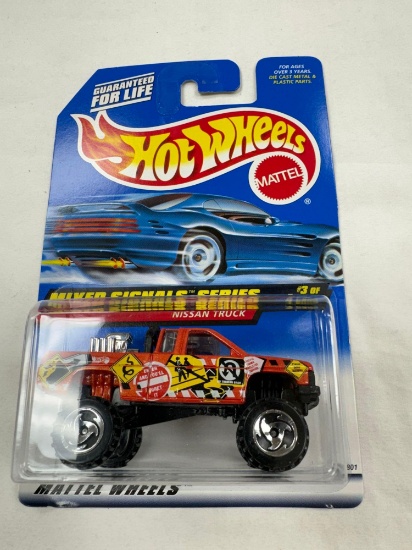 GUARANTEED
FOR LIFE
FOR AGES
OVER 3 YEARS.
DIE CAST METAL &
PLASTIC PARTS.
HOT WHEELS
MATTEL
®
MIXED SIGNALS™ SERIES
#3 OF
NISSAN TRUCK
MATTEL WHEELS